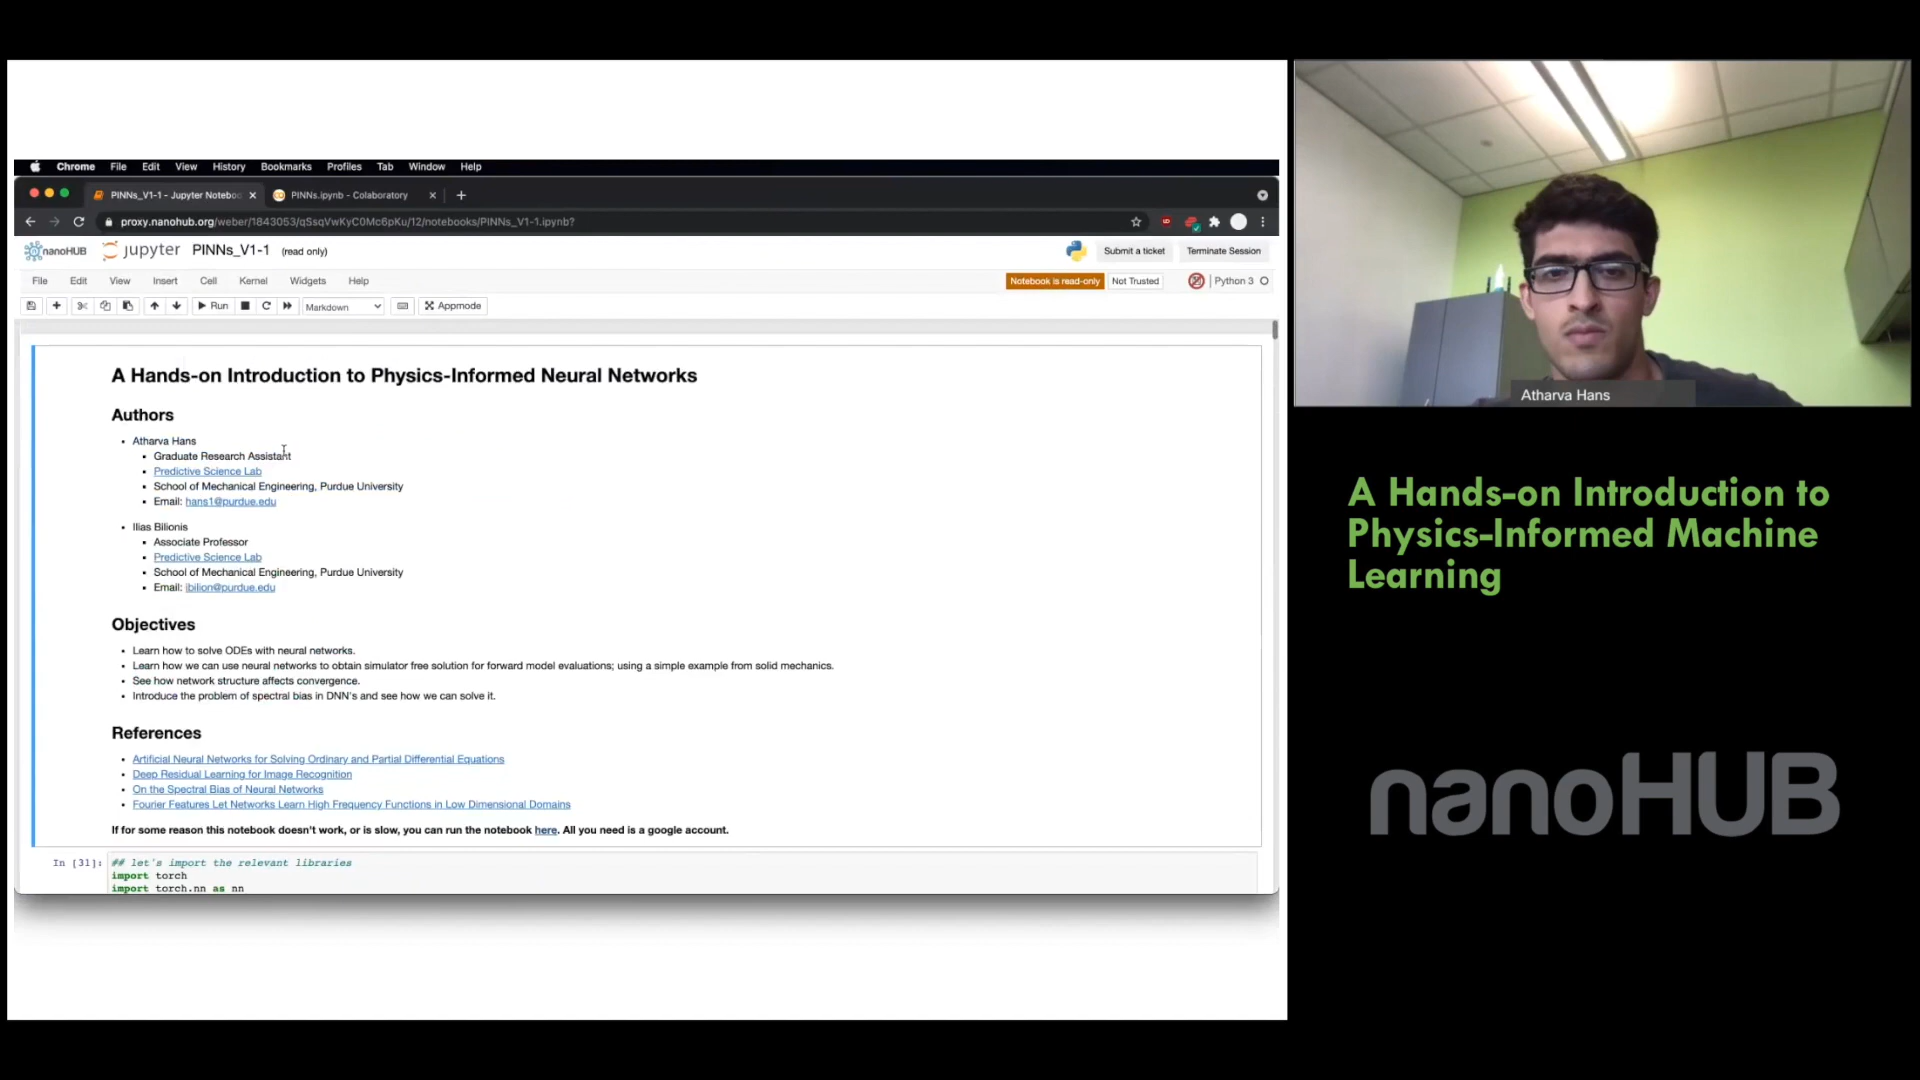 Chrome File Edit View History Bookmarks Profiles Tab Window Help
PINNs_V1-1 - Jupyter Noteboo
PINNs.ipynb - Colaboratory
proxy.nanohub.org/weber/1843053/qSsqVwKyC0Mc6pKu/12/notebooks/PINNs_V1-1.ipynb?
nanoHUB jupyter PINNs_V1-1 (read only)
Submit a ticket Terminate Session
File Edit View Insert Cell Kernel Widgets Help
Notebook is read-only Not Trusted Python 3
Run Markdown Appmode
A Hands-on Introduction to Physics-Informed Neural Networks
Authors
• Atharva Hans
▪ Graduate Research Assistant
▪ Predictive Science Lab
▪ School of Mechanical Engineering, Purdue University
▪ Email: hans1@purdue.edu
• Ilias Bilionis
▪ Associate Professor
▪ Predictive Science Lab
▪ School of Mechanical Engineering, Purdue University
▪ Email: ibilion@purdue.edu
Objectives
• Learn how to solve ODEs with neural networks.
• Learn how we can use neural networks to obtain simulator free solution for forward model evaluations; using a simple example from solid mechanics.
• See how network structure affects convergence.
• Introduce the problem of spectral bias in DNN's and see how we can solve it.
References
• Artificial Neural Networks for Solving Ordinary and Partial Differential Equations
• Deep Residual Learning for Image Recognition
• On the Spectral Bias of Neural Networks
• Fourier Features Let Networks Learn High Frequency Functions in Low Dimensional Domains
If for some reason this notebook doesn't work, or is slow, you can run the notebook here. All you need is a google account.
In [31]: ## let's import the relevant libraries
import torch
import torch.nn as nn
Atharva Hans
A Hands-on Introduction to
Physics-Informed Machine
Learning
nanoHUB